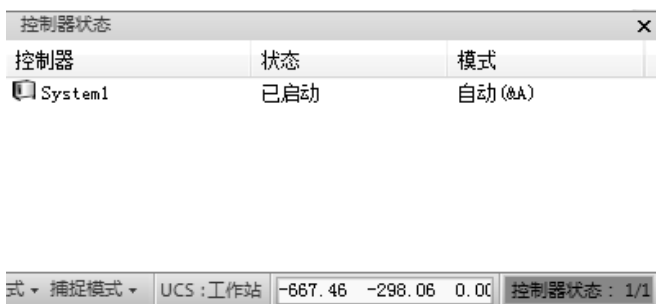 控制器状态 x
控制器 状态 模式
System1 已启动 自动(&A)
式 捕捉模式 UCS:工作站 -667.46 -298.06 0.00 控制器状态: 1/1